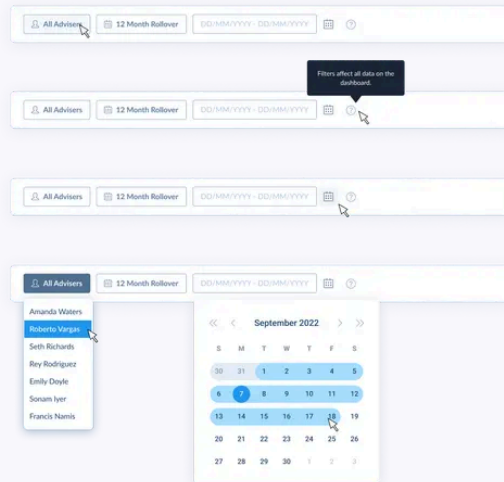 All Advisers 12 Month Rollover DD/MM/YYYY - DD/MM/YYYY ?
Filters affect all data on the
dashboard.
All Advisers 12 Month Rollover DD/MM/YYYY - DD/MM/YYYY ?
All Advisers 12 Month Rollover DD/MM/YYYY - DD/MM/YYYY ?
All Advisers 12 Month Rollover DD/MM/YYYY - DD/MM/YYYY ?
Amanda Waters
Roberto Vargas
Seth Richards
Rey Rodriguez
Emily Doyle
Sonam Iyer
Francis Namis
« < September 2022 > »
S M T W T F S
30 31 1 2 3 4 5
6 7 8 9 10 11 12
13 14 15 16 17 18 19
20 21 22 23 24 25 26
27 28 29 30 1 2 3